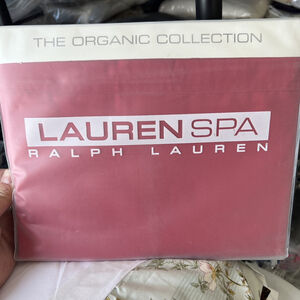 THE ORGANIC COLLECTION
LAUREN SPA
RALPH LAUREN